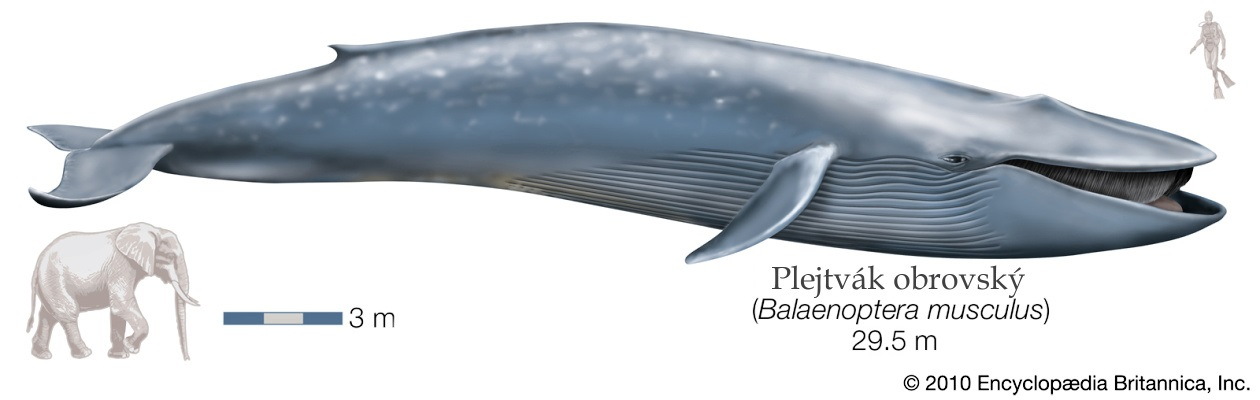 3 m
Plejtvák obrovský
(Balaenoptera musculus)
29.5 m
© 2010 Encyclopædia Britannica, Inc.